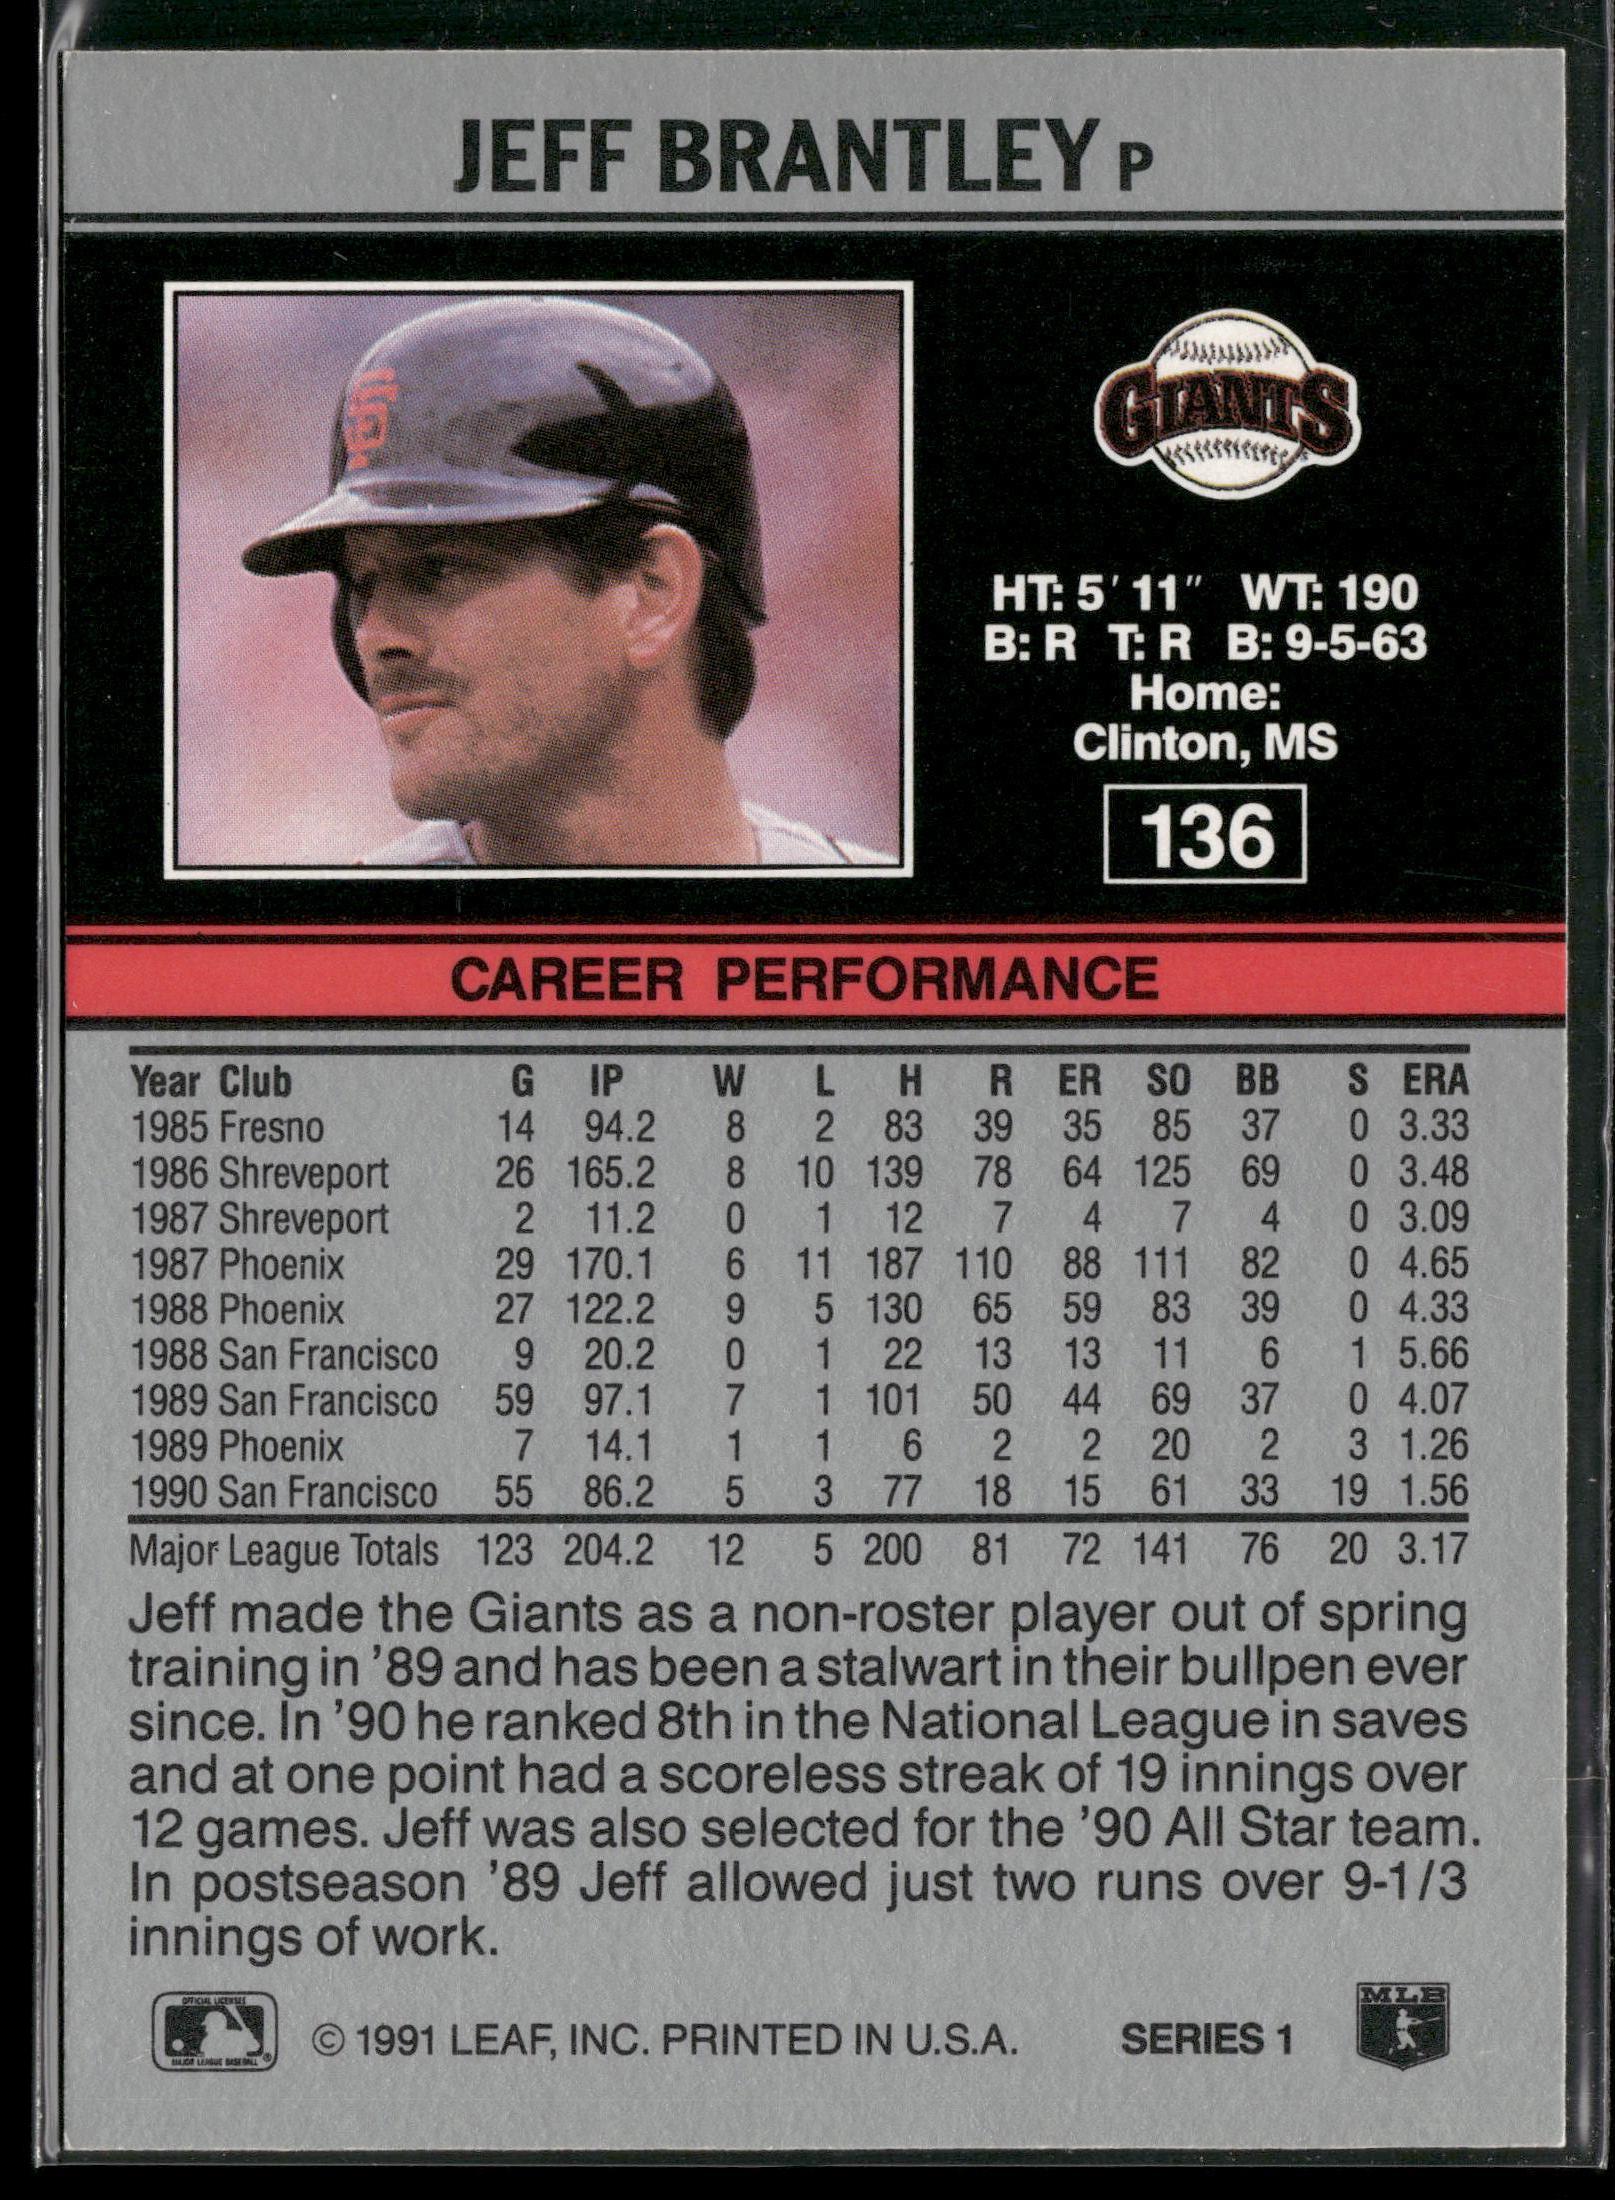 JEFF BRANTLEY P
SF
GIANTS
HT: 5' 11" WT: 190
B: R T: R B: 9-5-63
Home:
Clinton, MS
136
CAREER PERFORMANCE
Year Club G IP W L H R ER SO BB S ERA
1985 Fresno 14 94.2 8 2 83 39 35 85 37 0 3.33
1986 Shreveport 26 165.2 8 10 139 78 64 125 69 0 3.48
1987 Shreveport 2 11.2 0 1 12 7 4 7 4 0 3.09
1987 Phoenix 29 170.1 6 11 187 110 88 111 82 0 4.65
1988 Phoenix 27 122.2 9 5 130 65 59 83 39 0 4.33
1988 San Francisco 9 20.2 0 1 22 13 13 11 6 1 5.66
1989 San Francisco 59 97.1 7 1 101 50 44 69 37 0 4.07
1989 Phoenix 7 14.1 1 1 6 2 2 20 2 3 1.26
1990 San Francisco 55 86.2 5 3 77 18 15 61 33 19 1.56
Major League Totals 123 204.2 12 5 200 81 72 141 76 20 3.17
Jeff made the Giants as a non-roster player out of spring
training in '89 and has been a stalwart in their bullpen ever
since. In '90 he ranked 8th in the National League in saves
and at one point had a scoreless streak of 19 innings over
12 games. Jeff was also selected for the '90 All Star team.
In postseason '89 Jeff allowed just two runs over 9-1/3
innings of work.
OFFICIAL LICENSEE
MAJOR LEAGUE BASEBALL ®
© 1991 LEAF, INC. PRINTED IN U.S.A.
SERIES 1
MLB